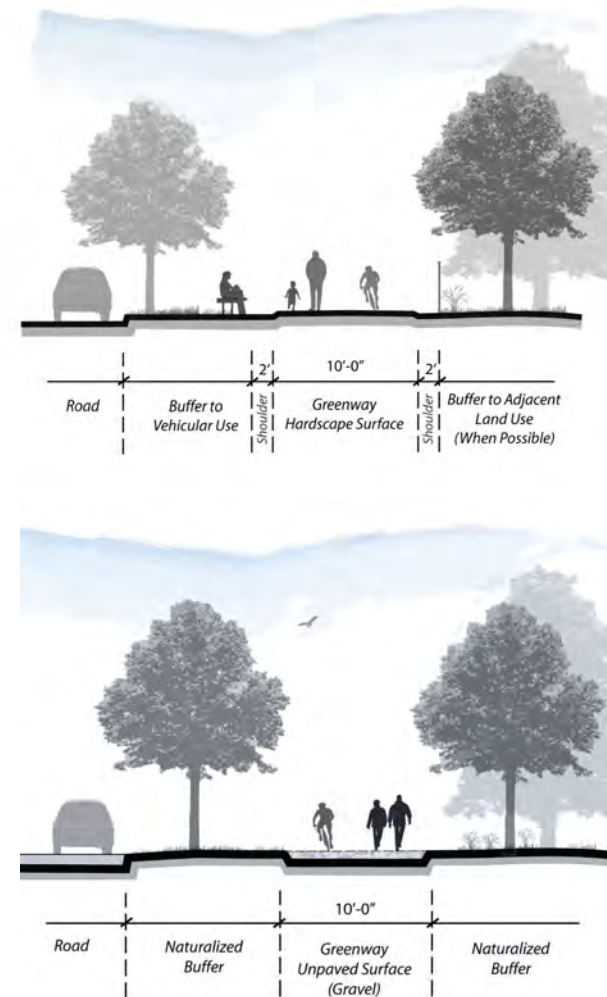 2'
10'-0"
2'
Road
Buffer to
Vehicular Use
Shoulder
Greenway
Hardscape Surface
Shoulder
Buffer to Adjacent
Land Use
(When Possible)
10'-0"
Road
Naturalized
Buffer
Greenway
Unpaved Surface
(Gravel)
Naturalized
Buffer